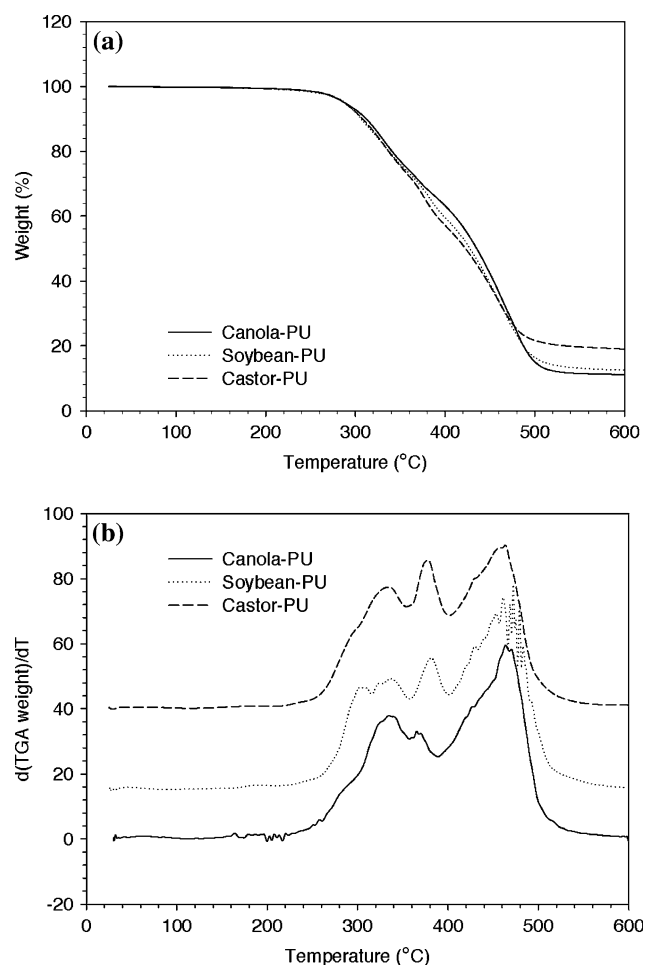 120
(a)
100
80
60
40
20
0
Weight (%)
Canola-PU
Soybean-PU
Castor-PU
0 100 200 300 400 500 600
Temperature (°C)
100
(b)
80
60
40
20
0
-20
d(TGA weight)/dT
Canola-PU
Soybean-PU
Castor-PU
0 100 200 300 400 500 600
Temperature (°C)